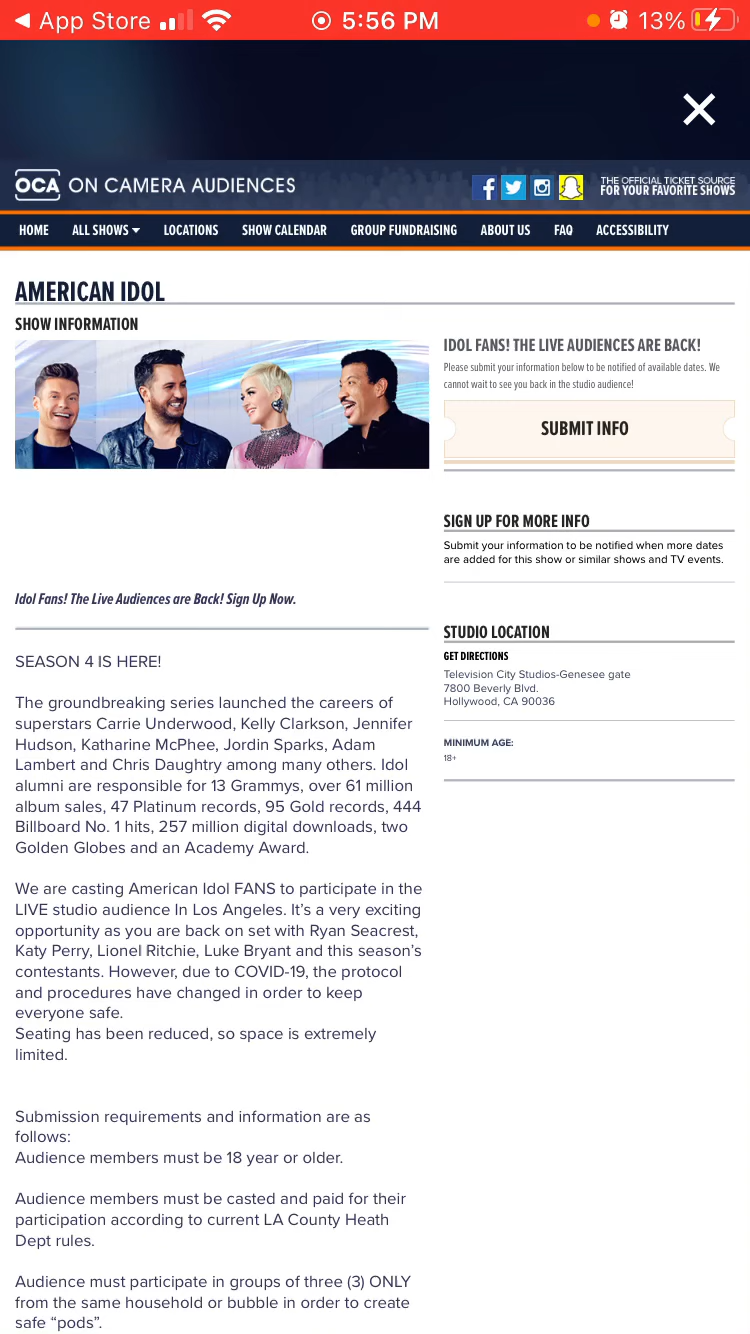 App Store
5:56 PM
13%
OCA ON CAMERA AUDIENCES
THE OFFICIAL TICKET SOURCE
FOR YOUR FAVORITE SHOWS
HOME ALL SHOWS LOCATIONS SHOW CALENDAR GROUP FUNDRAISING ABOUT US FAQ ACCESSIBILITY
AMERICAN IDOL
SHOW INFORMATION
Idol Fans! The Live Audiences are Back! Sign Up Now.
SEASON 4 IS HERE!
The groundbreaking series launched the careers of
superstars Carrie Underwood, Kelly Clarkson, Jennifer
Hudson, Katharine McPhee, Jordin Sparks, Adam
Lambert and Chris Daughtry among many others. Idol
alumni are responsible for 13 Grammys, over 61 million
album sales, 47 Platinum records, 95 Gold records, 444
Billboard No. 1 hits, 257 million digital downloads, two
Golden Globes and an Academy Award.
We are casting American Idol FANS to participate in the
LIVE studio audience In Los Angeles. It’s a very exciting
opportunity as you are back on set with Ryan Seacrest,
Katy Perry, Lionel Ritchie, Luke Bryant and this season’s
contestants. However, due to COVID-19, the protocol
and procedures have changed in order to keep
everyone safe.
Seating has been reduced, so space is extremely
limited.
Submission requirements and information are as
follows:
Audience members must be 18 year or older.
Audience members must be casted and paid for their
participation according to current LA County Heath
Dept rules.
Audience must participate in groups of three (3) ONLY
from the same household or bubble in order to create
safe “pods”.
IDOL FANS! THE LIVE AUDIENCES ARE BACK!
Please submit your information below to be notified of available dates. We
cannot wait to see you back in the studio audience!
SUBMIT INFO
SIGN UP FOR MORE INFO
Submit your information to be notified when more dates
are added for this show or similar shows and TV events.
STUDIO LOCATION
GET DIRECTIONS
Television City Studios-Genesee gate
7800 Beverly Blvd.
Hollywood, CA 90036
MINIMUM AGE:
18+